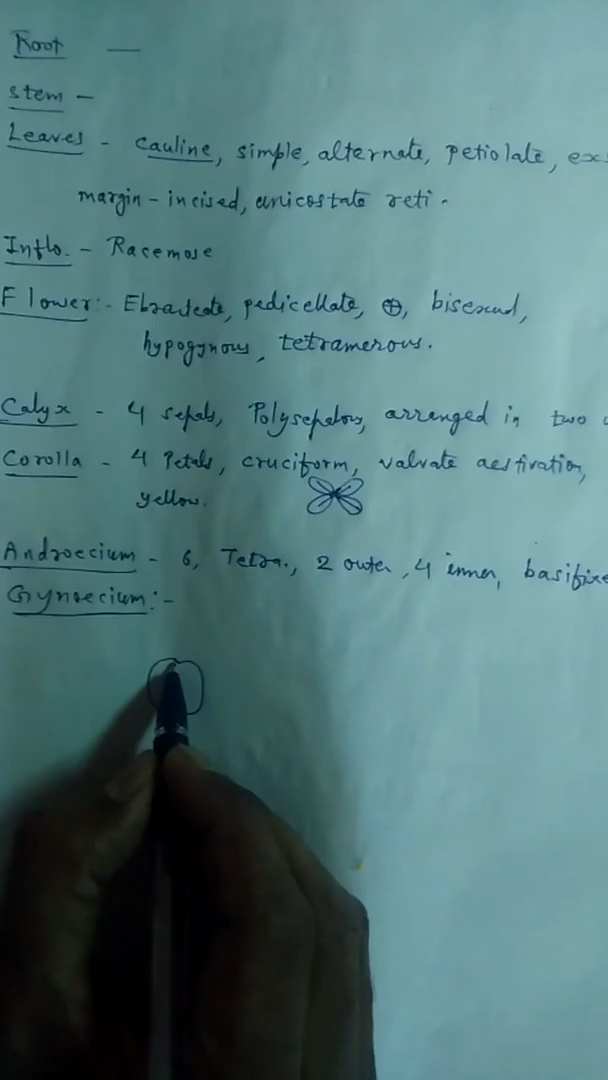 Root —
Stem -
Leaves - Cauline, simple, alternate, petiolate, exs
margin - incised, unicostate reti.
Inflo. - Racemose
Flower :- Ebracteate, pedicellate, ⊕, bisexual,
hypogynous, tetramerous.
Calyx - 4 sepals, Polysepalous, arranged in two
Corolla - 4 Petals, cruciform, valvate aestivation,
yellow.
Androecium - 6, Tetra., 2 outer, 4 inner, basifixe
Gynoecium :-